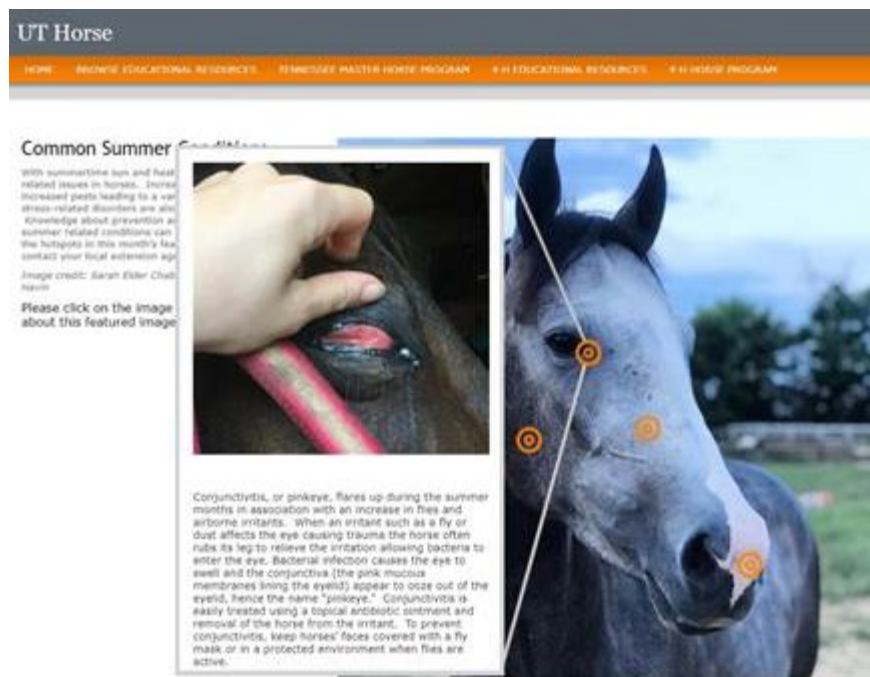 UT Horse
HOME BROWSE EDUCATIONAL RESOURCES TENNESSEE MASTER HORSE PROGRAM 4-H EDUCATIONAL RESOURCES 4-H HORSE PROGRAM
Common Summer Conditions
With summertime sun and heat
related issues in horses. Increa
increased pests leading to a var
stress-related disorders are also
Knowledge about prevention a
summer related conditions can
the hotspots in this month's fea
contact your local extension age
Image credit: Sarah Elder Chab
Navin
Please click on the image
about this featured image
Conjunctivitis, or pinkeye, flares up during the summer
months in association with an increase in flies and
airborne irritants. When an irritant such as a fly or
dust affects the eye causing trauma the horse often
rubs its leg to relieve the irritation allowing bacteria to
enter the eye. Bacterial infection causes the eye to
swell and the conjunctiva (the pink mucous
membranes lining the eyelid) appear to ooze out of the
eyelid, hence the name "pinkeye." Conjunctivitis is
easily treated using a topical antibiotic ointment and
removal of the horse from the irritant. To prevent
conjunctivitis, keep horses' faces covered with a fly
mask or in a protected environment when flies are
active.